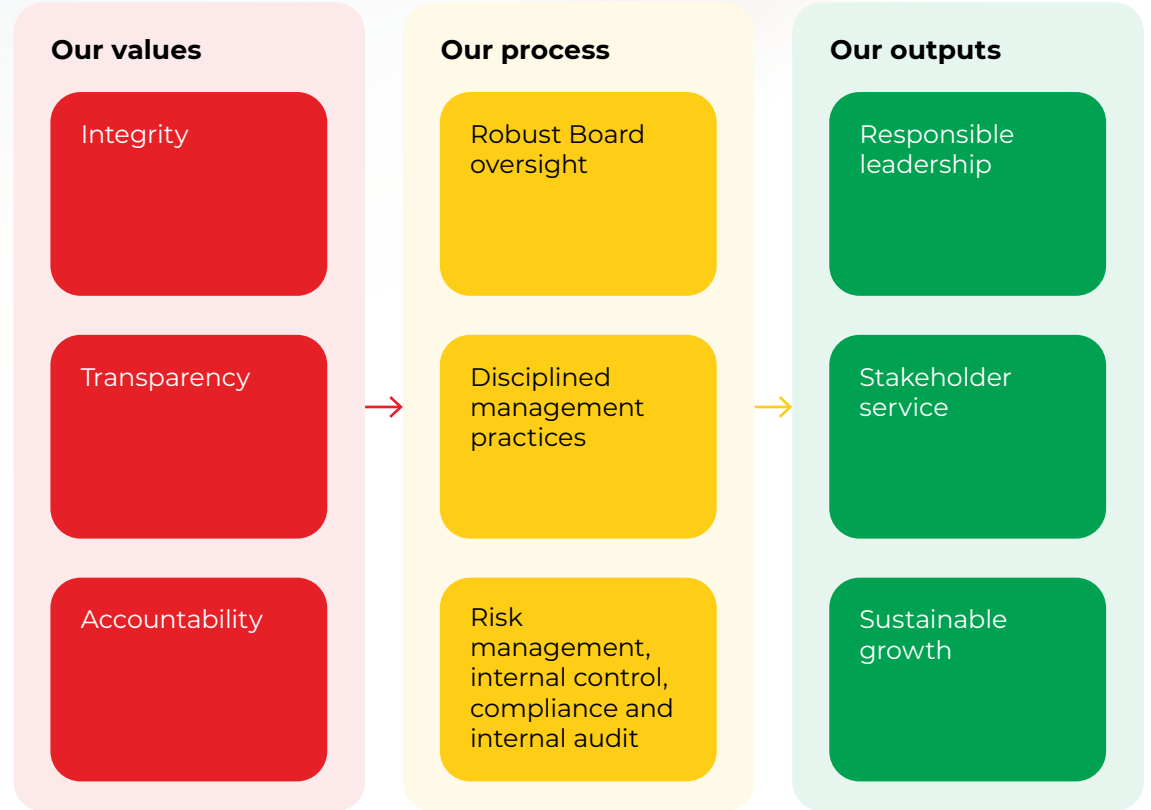 Our values
Integrity
Transparency
Accountability
Our process
Robust Board
oversight
Disciplined
management
practices
Risk
management,
internal control,
compliance and
internal audit
Our outputs
Responsible
leadership
Stakeholder
service
Sustainable
growth